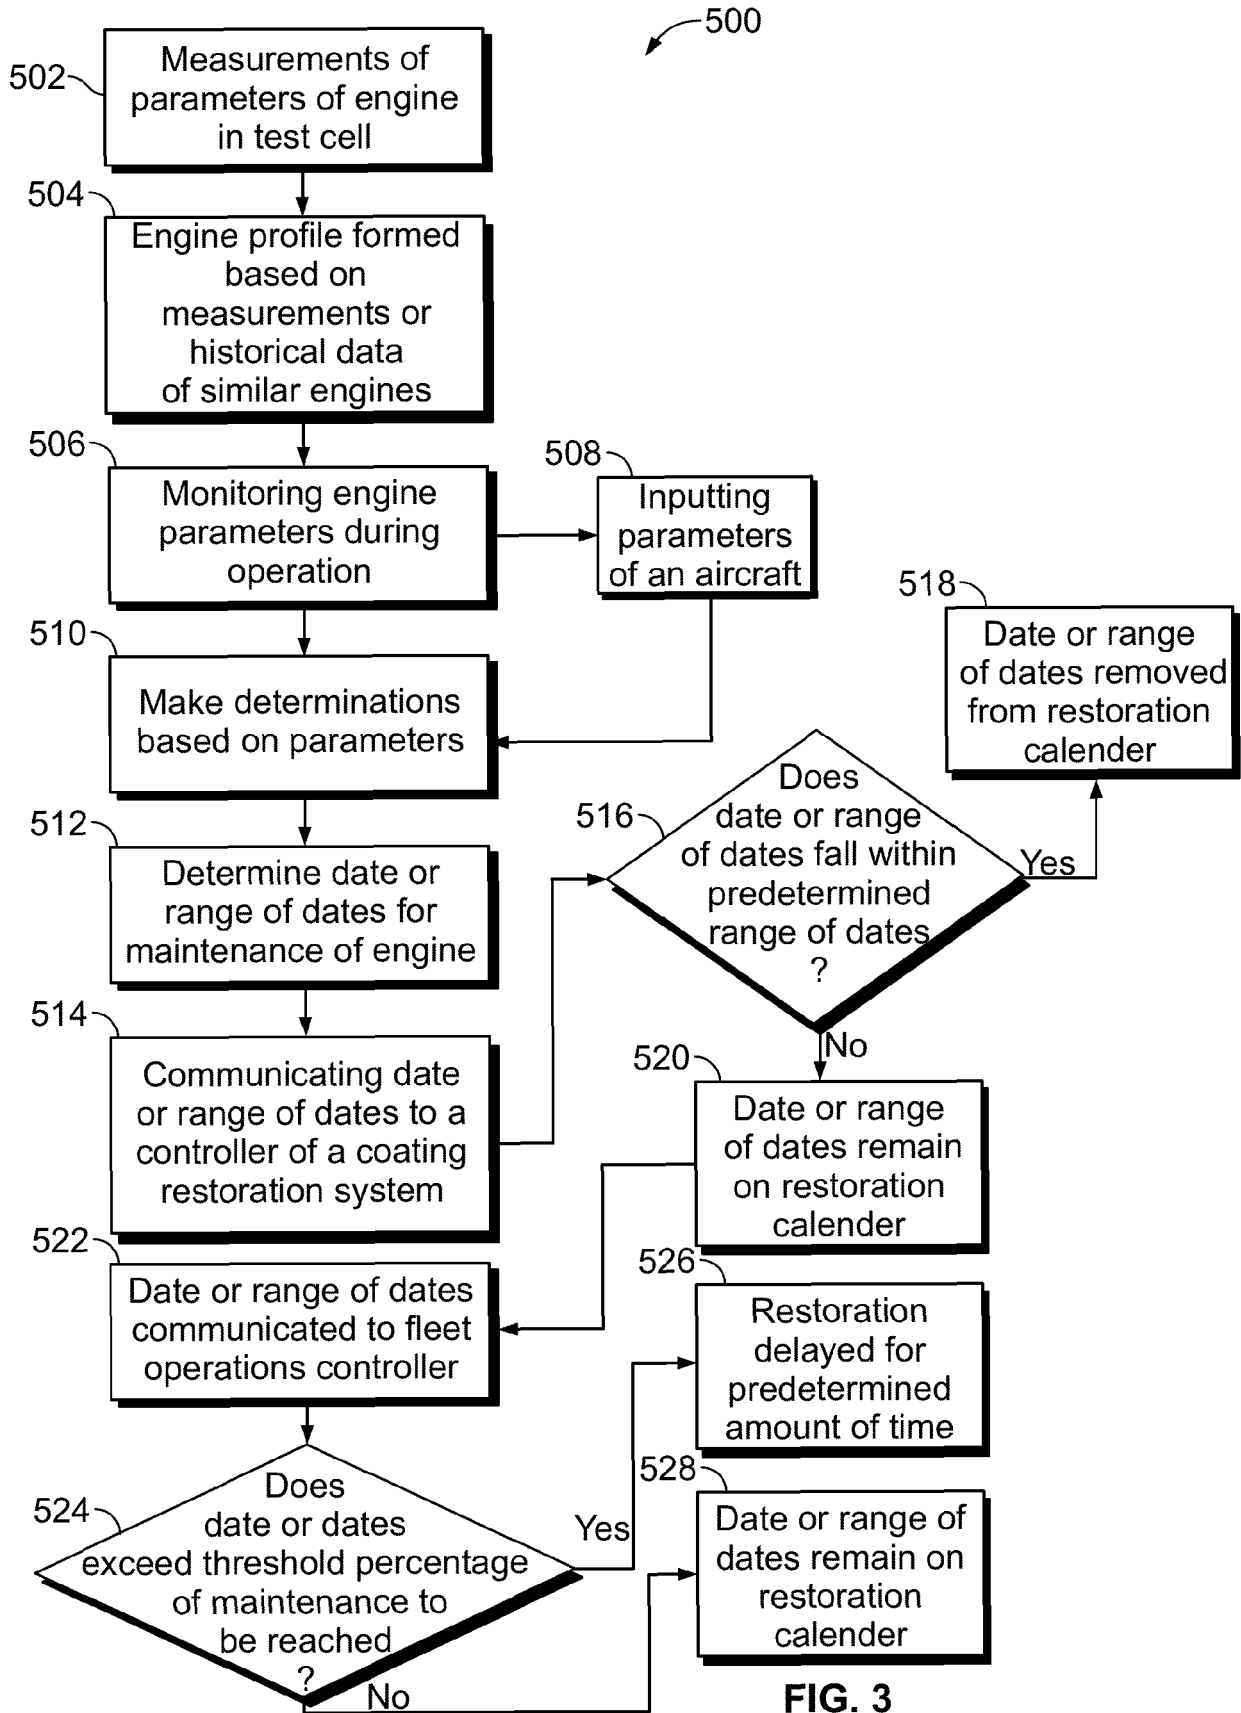 500
502
Measurements of
parameters of engine
in test cell
504
Engine profile formed
based on
measurements or
historical data
of similar engines
506
Monitoring engine
parameters during
operation
508
Inputting
parameters
of an aircraft
510
Make determinations
based on parameters
512
Determine date or
range of dates for
maintenance of engine
514
Communicating date
or range of dates to a
controller of a coating
restoration system
516
Does
date or range
of dates fall within
predetermined
range of dates
?
Yes
518
Date or range
of dates removed
from restoration
calender
No
520
Date or range
of dates remain
on restoration
calender
522
Date or range of dates
communicated to fleet
operations controller
524
Does
date or dates
exceed threshold percentage
of maintenance to
be reached
?
Yes
526
Restoration
delayed for
predetermined
amount of time
No
528
Date or range of
dates remain on
restoration
calender
FIG. 3